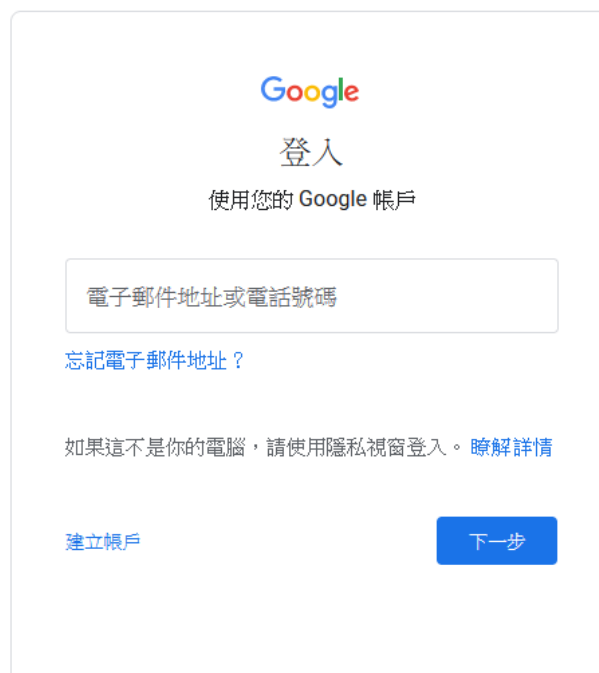 Google
登入
使用您的 Google 帳戶
電子郵件地址或電話號碼
忘記電子郵件地址？
如果這不是你的電腦，請使用隱私視窗登入。瞭解詳情
建立帳戶
下一步